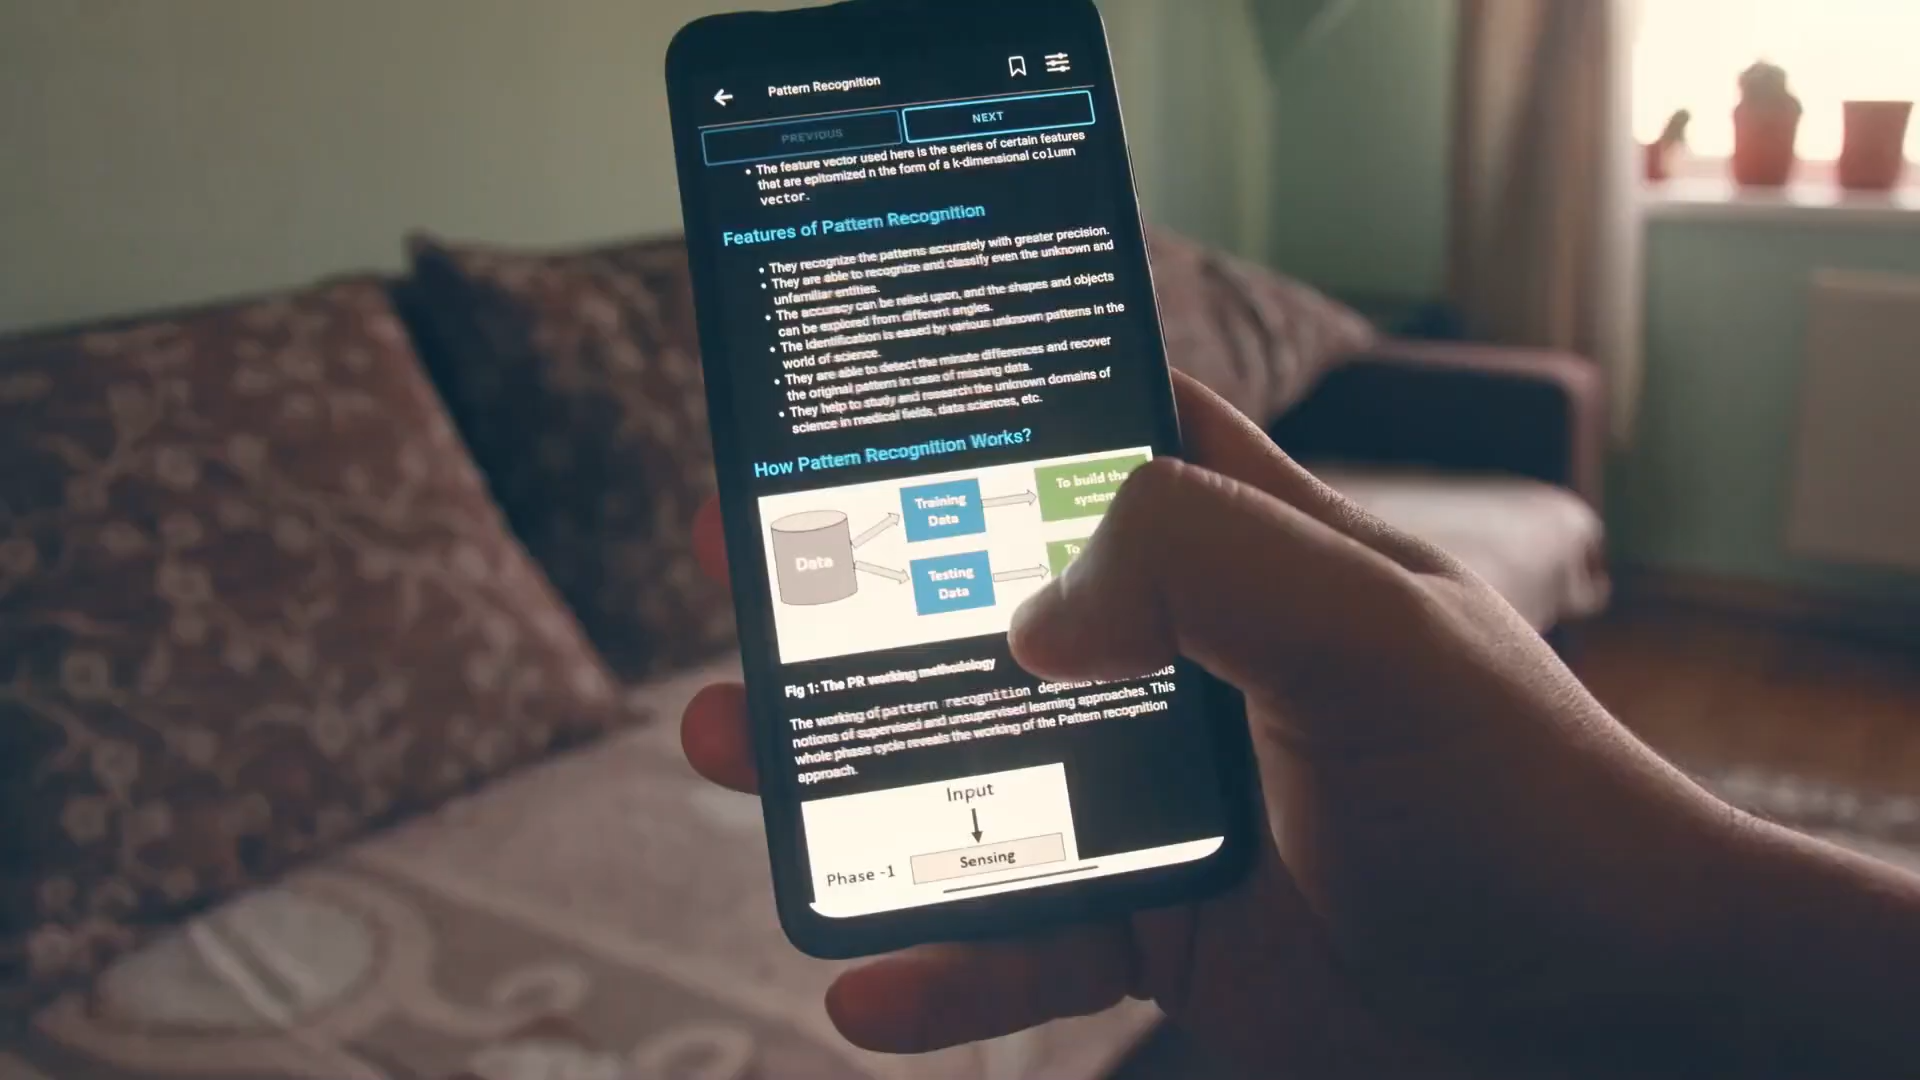 Pattern Recognition
PREVIOUS
NEXT
• The feature vector used here is the series of certain features
that are epitomized n the form of a k-dimensional column
vector.
Features of Pattern Recognition
• They recognize the patterns accurately with greater precision.
• They are able to recognize and classify even the unknown and
unfamiliar entities.
• The accuracy can be relied upon, and the shapes and objects
can be explored from different angles.
• The identification is eased by various unknown patterns in the
world of science.
• They are able to detect the minute differences and recover
the original pattern in case of missing data.
• They help to study and research the unknown domains of
science in medical fields, data sciences, etc.
How Pattern Recognition Works?
Data
Training
Data
To build the
system
Testing
Data
To
Fig 1: The PR working methodology
The working of pattern recognition depends
notions of supervised and unsupervised learning approaches. This
whole phase cycle reveals the working of the Pattern recognition
approach.
Input
Phase -1
Sensing